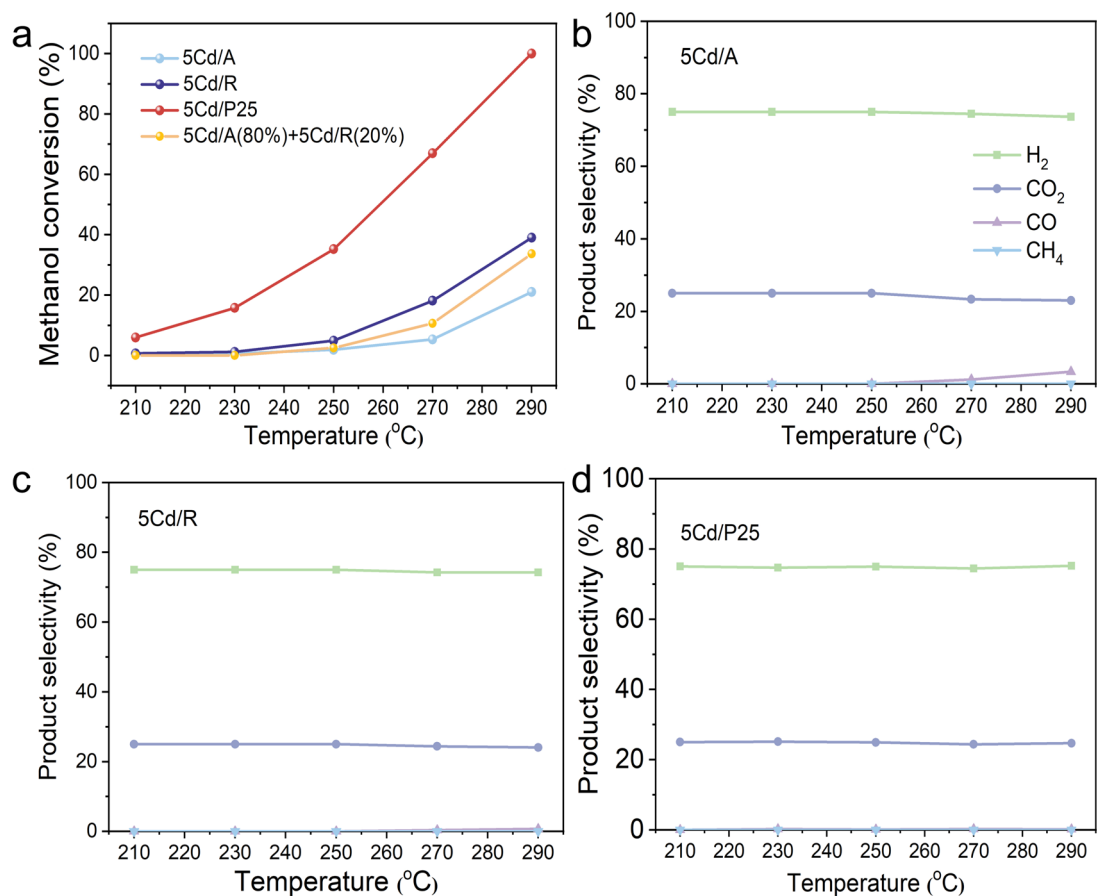 a
Methanol conversion (%)
100
80
60
40
20
0
5Cd/A
5Cd/R
5Cd/P25
5Cd/A(80%)+5Cd/R(20%)
210 220 230 240 250 260 270 280 290
Temperature (°C)
b
Product selectivity (%)
100
80
60
40
20
0
5Cd/A
H₂
CO₂
CO
CH₄
210 220 230 240 250 260 270 280 290
Temperature (°C)
c
Product selectivity (%)
100
80
60
40
20
0
5Cd/R
210 220 230 240 250 260 270 280 290
Temperature (°C)
d
Product selectivity (%)
100
80
60
40
20
0
5Cd/P25
210 220 230 240 250 260 270 280 290
Temperature (°C)